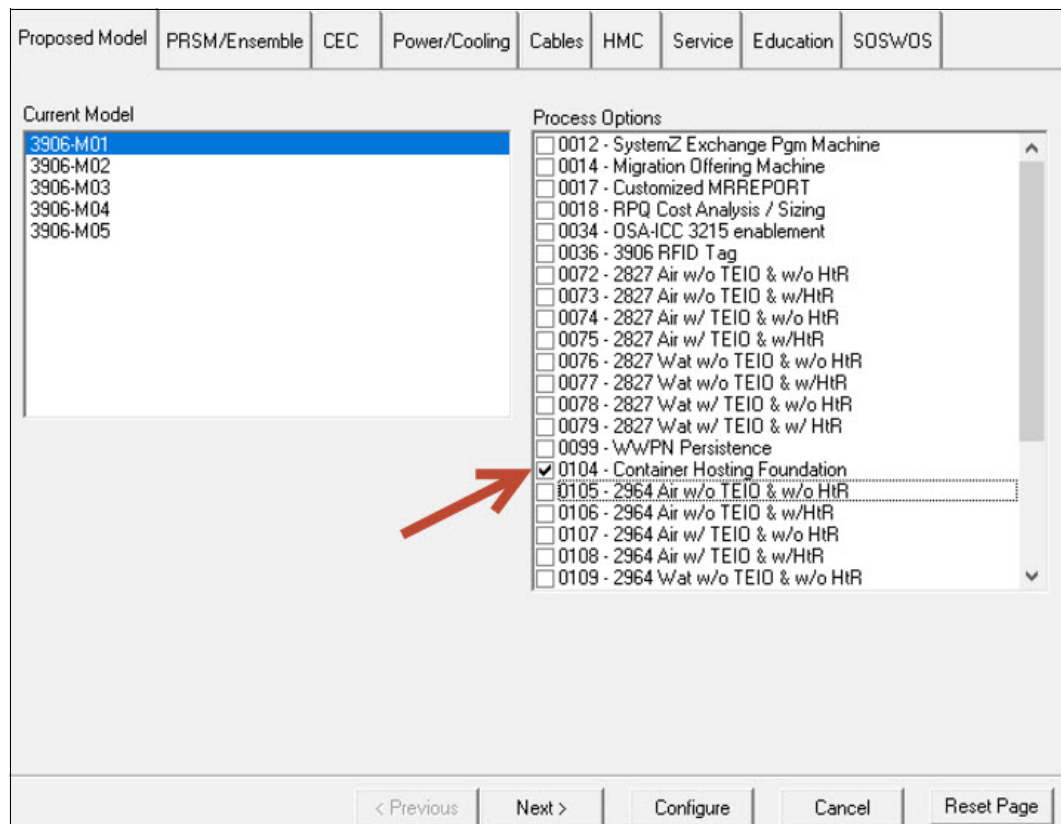 Proposed Model PRSM/Ensemble CEC Power/Cooling Cables HMC Service Education SOSWOS
Current Model
3906-M01
3906-M02
3906-M03
3906-M04
3906-M05
Process Options
0012 - SystemZ Exchange Pgm Machine
0014 - Migration Offering Machine
0017 - Customized MRREPORT
0018 - RPQ Cost Analysis / Sizing
0034 - OSA-ICC 3215 enablement
0036 - 3906 RFID Tag
0072 - 2827 Air w/o TEIO & w/o HtR
0073 - 2827 Air w/o TEIO & w/HtR
0074 - 2827 Air w/ TEIO & w/o HtR
0075 - 2827 Air w/ TEIO & w/HtR
0076 - 2827 Wat w/o TEIO & w/o HtR
0077 - 2827 Wat w/o TEIO & w/HtR
0078 - 2827 Wat w/ TEIO & w/o HtR
0079 - 2827 Wat w/ TEIO & w/ HtR
0099 - WWPN Persistence
0104 - Container Hosting Foundation
0105 - 2964 Air w/o TEIO & w/o HtR
0106 - 2964 Air w/o TEIO & w/HtR
0107 - 2964 Air w/ TEIO & w/o HtR
0108 - 2964 Air w/ TEIO & w/HtR
0109 - 2964 Wat w/o TEIO & w/o HtR
< Previous Next > Configure Cancel Reset Page